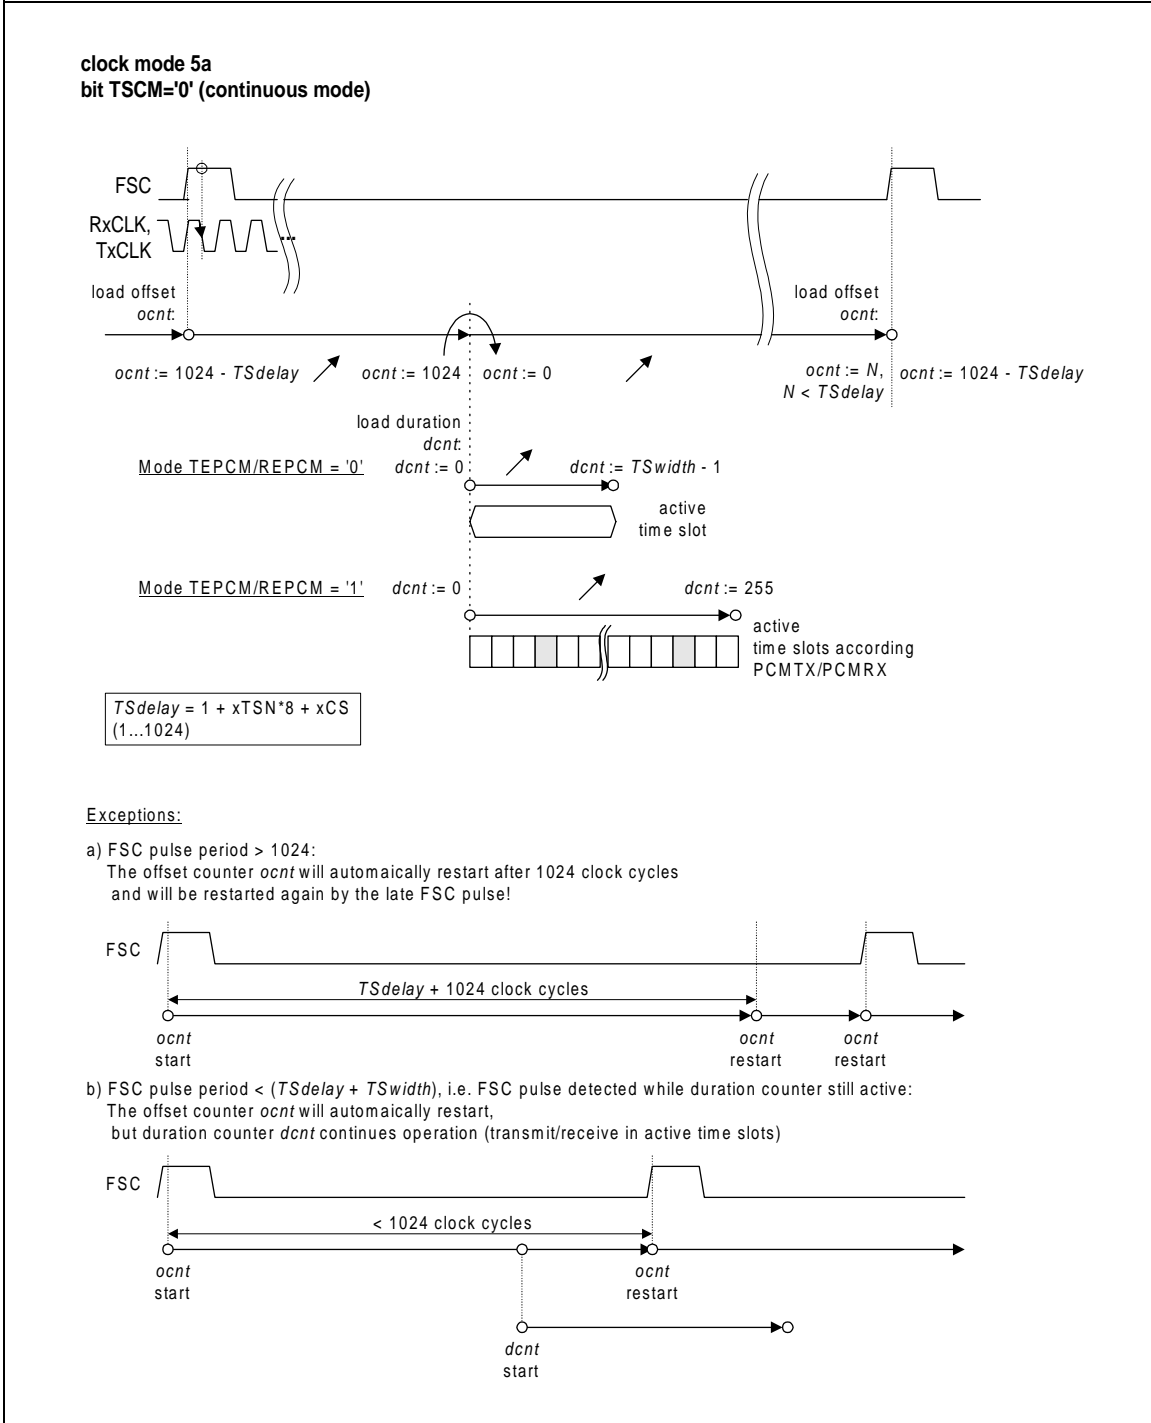 clock mode 5a
bit TSCM='0' (continuous mode)
FSC
RxCLK,
TxCLK
...
load offset
ocnt:
load offset
ocnt:
ocnt := 1024 - TSdelay
ocnt := 1024
ocnt := 0
ocnt := N,
N < TSdelay
ocnt := 1024 - TSdelay
load duration
dcnt:
Mode TEPCM/REPCM = '0'
dcnt := 0
dcnt := TSwidth - 1
active
time slot
Mode TEPCM/REPCM = '1'
dcnt := 0
dcnt := 255
active
time slots according
PCMTX/PCMRX
TSdelay = 1 + xTSN*8 + xCS
(1...1024)
Exceptions:
a) FSC pulse period > 1024:
The offset counter ocnt will automaically restart after 1024 clock cycles
and will be restarted again by the late FSC pulse!
FSC
TSdelay + 1024 clock cycles
ocnt
start
ocnt
restart
ocnt
restart
b) FSC pulse period < (TSdelay + TSwidth), i.e. FSC pulse detected while duration counter still active:
The offset counter ocnt will automaically restart,
but duration counter dcnt continues operation (transmit/receive in active time slots)
FSC
< 1024 clock cycles
ocnt
start
ocnt
restart
dcnt
start